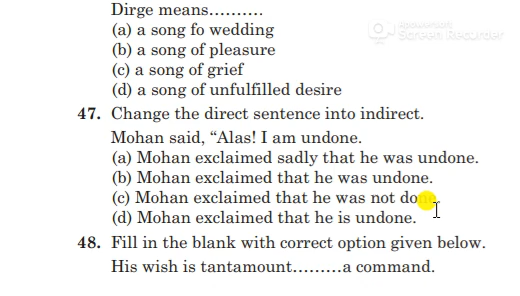 Dirge means..........
(a) a song fo wedding
(b) a song of pleasure
(c) a song of grief
(d) a song of unfulfilled desire
47. Change the direct sentence into indirect.
Mohan said, “Alas! I am undone.
(a) Mohan exclaimed sadly that he was undone.
(b) Mohan exclaimed that he was undone.
(c) Mohan exclaimed that he was not done.
(d) Mohan exclaimed that he is undone.
48. Fill in the blank with correct option given below.
His wish is tantamount.........a command.
Screen Recorder